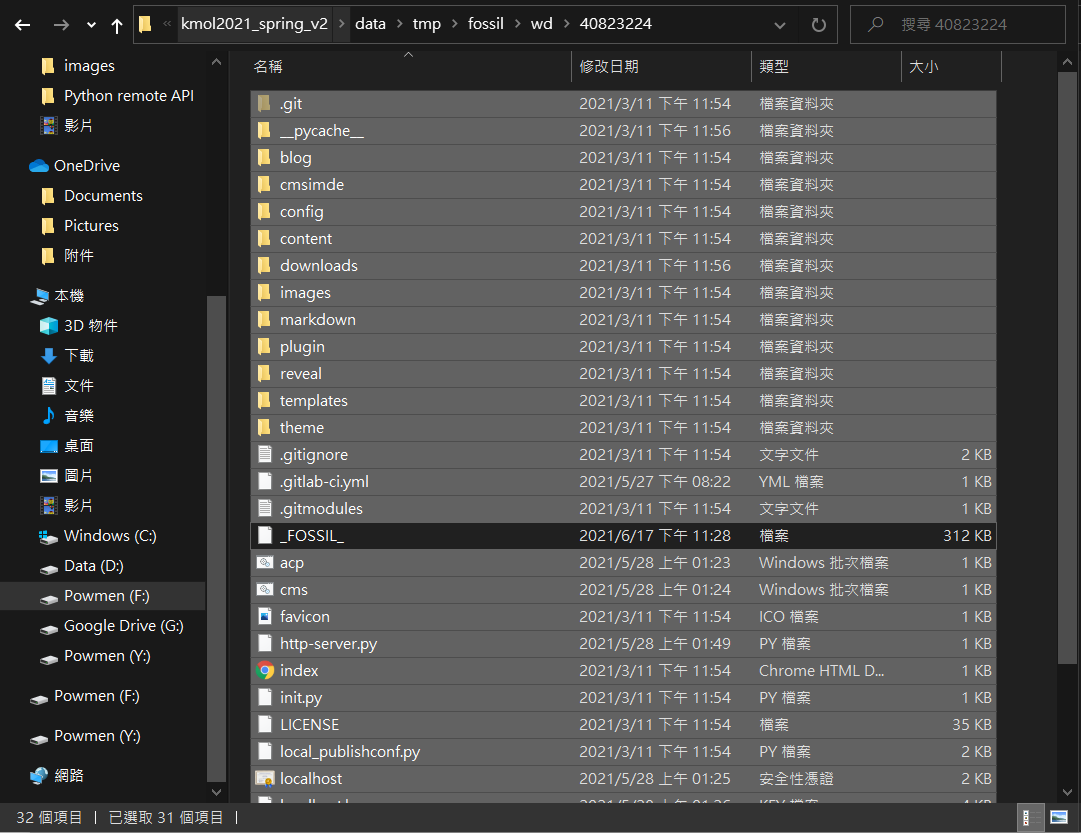 « kmol2021_spring_v2 › data › tmp › fossil › wd › 40823224
搜尋 40823224
images
Python remote API
影片
OneDrive
Documents
Pictures
附件
本機
3D 物件
下載
文件
音樂
桌面
圖片
影片
Windows (C:)
Data (D:)
Powmen (F:)
Google Drive (G:)
Powmen (Y:)
Powmen (F:)
Powmen (Y:)
網路
名稱 修改日期 類型 大小
.git 2021/3/11 下午 11:54 檔案資料夾
__pycache__ 2021/3/11 下午 11:56 檔案資料夾
blog 2021/3/11 下午 11:54 檔案資料夾
cmsimde 2021/3/11 下午 11:54 檔案資料夾
config 2021/3/11 下午 11:54 檔案資料夾
content 2021/3/11 下午 11:54 檔案資料夾
downloads 2021/3/11 下午 11:56 檔案資料夾
images 2021/3/11 下午 11:54 檔案資料夾
markdown 2021/3/11 下午 11:54 檔案資料夾
plugin 2021/3/11 下午 11:54 檔案資料夾
reveal 2021/3/11 下午 11:54 檔案資料夾
templates 2021/3/11 下午 11:54 檔案資料夾
theme 2021/3/11 下午 11:54 檔案資料夾
.gitignore 2021/3/11 下午 11:54 文字文件 2 KB
.gitlab-ci.yml 2021/5/27 下午 08:22 YML 檔案 1 KB
.gitmodules 2021/3/11 下午 11:54 文字文件 1 KB
_FOSSIL_ 2021/6/17 下午 11:28 檔案 312 KB
acp 2021/5/28 上午 01:23 Windows 批次檔案 1 KB
cms 2021/5/28 上午 01:24 Windows 批次檔案 1 KB
favicon 2021/3/11 下午 11:54 ICO 檔案 1 KB
http-server.py 2021/5/28 上午 01:49 PY 檔案 1 KB
index 2021/3/11 下午 11:54 Chrome HTML D... 1 KB
init.py 2021/3/11 下午 11:54 PY 檔案 1 KB
LICENSE 2021/3/11 下午 11:54 檔案 35 KB
local_publishconf.py 2021/3/11 下午 11:54 PY 檔案 2 KB
localhost 2021/5/28 上午 01:25 安全性憑證 2 KB
32 個項目 | 已選取 31 個項目 |